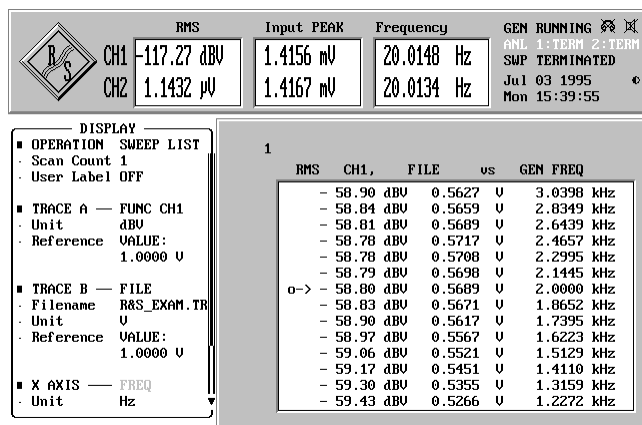 RMS Input PEAK Frequency
GEN RUNNING
R&S CH1 -117.27 dBV 1.4156 mV 20.0148 Hz
ANL 1:TERM 2:TERM
SWP TERMINATED
CH2 1.1432 µV 1.4167 mV 20.0134 Hz
Jul 03 1995
Mon 15:39:55
DISPLAY
OPERATION SWEEP LIST
Scan Count 1
User Label OFF
TRACE A — FUNC CH1
Unit dBV
Reference VALUE:
1.0000 V
TRACE B — FILE
Filename R&S_EXAM.TR
Unit V
Reference VALUE:
1.0000 V
X AXIS — FREQ
Unit Hz
1
RMS CH1, FILE vs GEN FREQ
- 58.90 dBV 0.5627 V 3.0398 kHz
- 58.84 dBV 0.5659 V 2.8349 kHz
- 58.81 dBV 0.5689 V 2.6439 kHz
- 58.78 dBV 0.5717 V 2.4657 kHz
- 58.78 dBV 0.5708 V 2.2995 kHz
- 58.79 dBV 0.5698 V 2.1445 kHz
o-> - 58.80 dBV 0.5689 V 2.0000 kHz
- 58.83 dBV 0.5671 V 1.8652 kHz
- 58.90 dBV 0.5617 V 1.7395 kHz
- 58.97 dBV 0.5567 V 1.6223 kHz
- 59.06 dBV 0.5521 V 1.5129 kHz
- 59.17 dBV 0.5451 V 1.4110 kHz
- 59.30 dBV 0.5355 V 1.3159 kHz
- 59.43 dBV 0.5266 V 1.2272 kHz